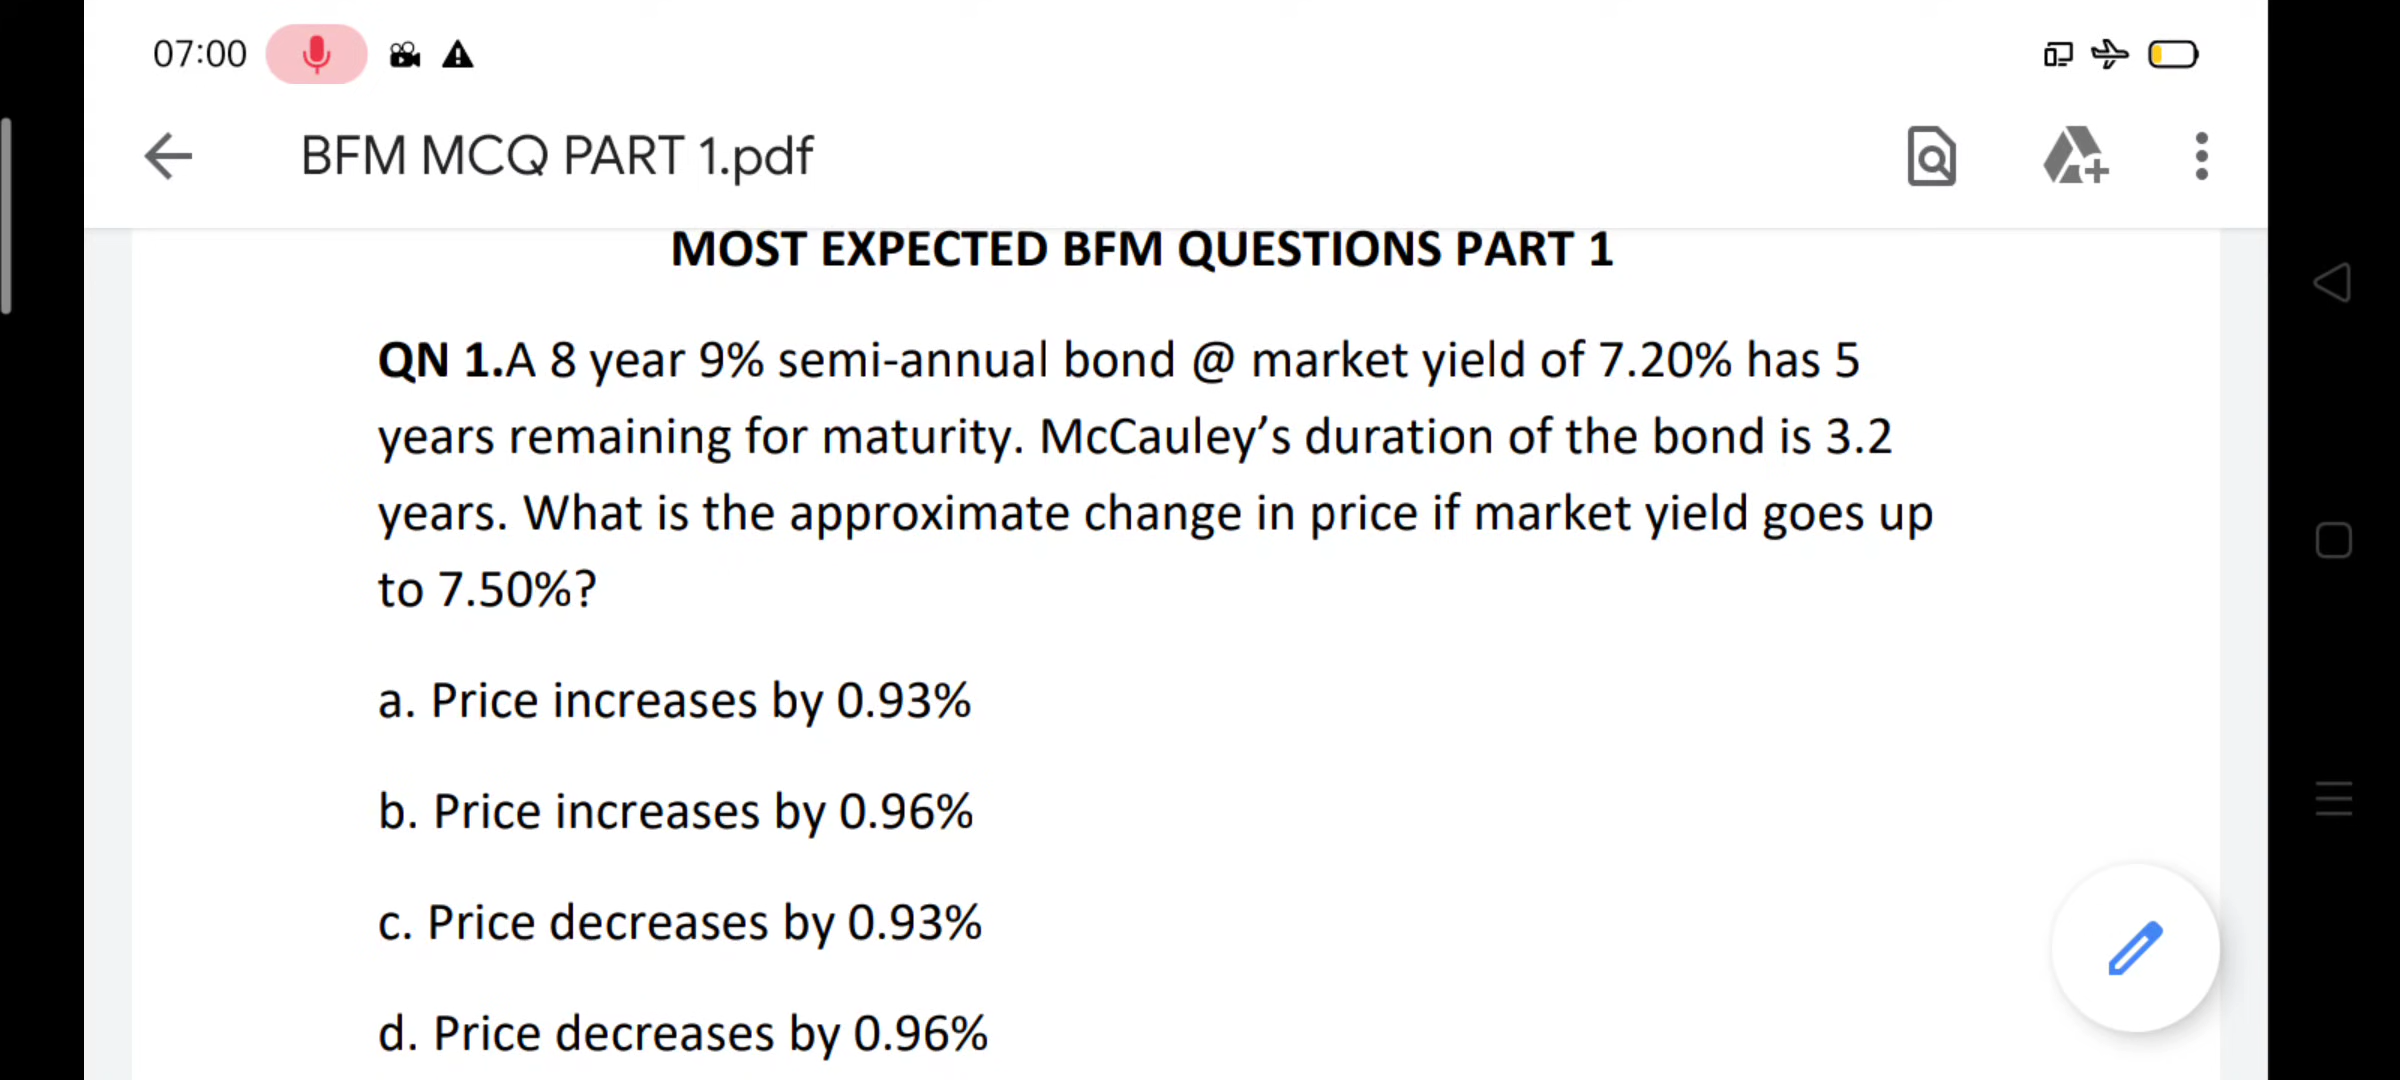 07:00
BFM MCQ PART 1.pdf
MOST EXPECTED BFM QUESTIONS PART 1
QN 1.A 8 year 9% semi-annual bond @ market yield of 7.20% has 5
years remaining for maturity. McCauley’s duration of the bond is 3.2
years. What is the approximate change in price if market yield goes up
to 7.50%?
a. Price increases by 0.93%
b. Price increases by 0.96%
c. Price decreases by 0.93%
d. Price decreases by 0.96%